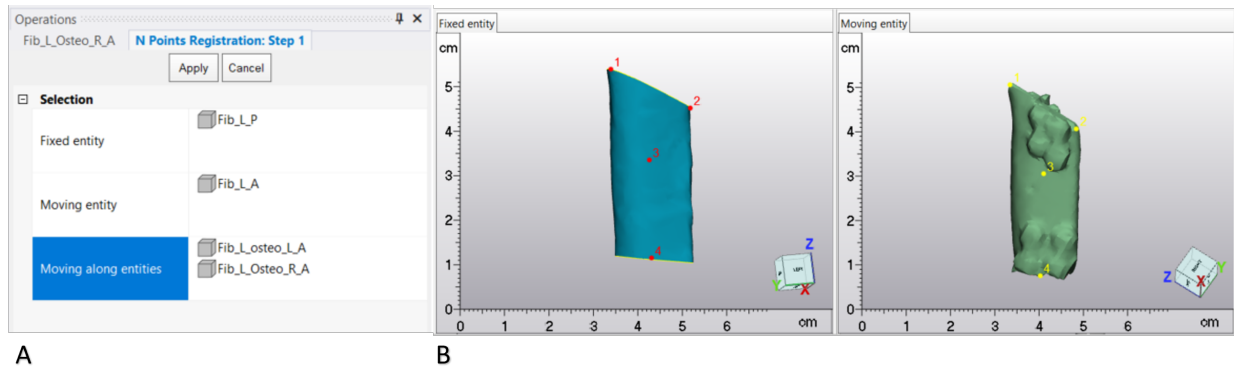 Operations
Fib_L_Osteo_R_A N Points Registration: Step 1
Apply Cancel
Selection
Fixed entity
Fib_L_P
Moving entity
Fib_L_A
Moving along entities
Fib_L_osteo_L_A
Fib_L_Osteo_R_A
A
Fixed entity
cm
5
4
3
2
1
0
0 1 2 3 4 5 6 cm
1
2
3
4
Z
LEFT
P
Y
X
B
Moving entity
cm
5
4
3
2
1
0
0 1 2 3 4 5 6 cm
1
2
3
4
Z
RIGHT
Y
X